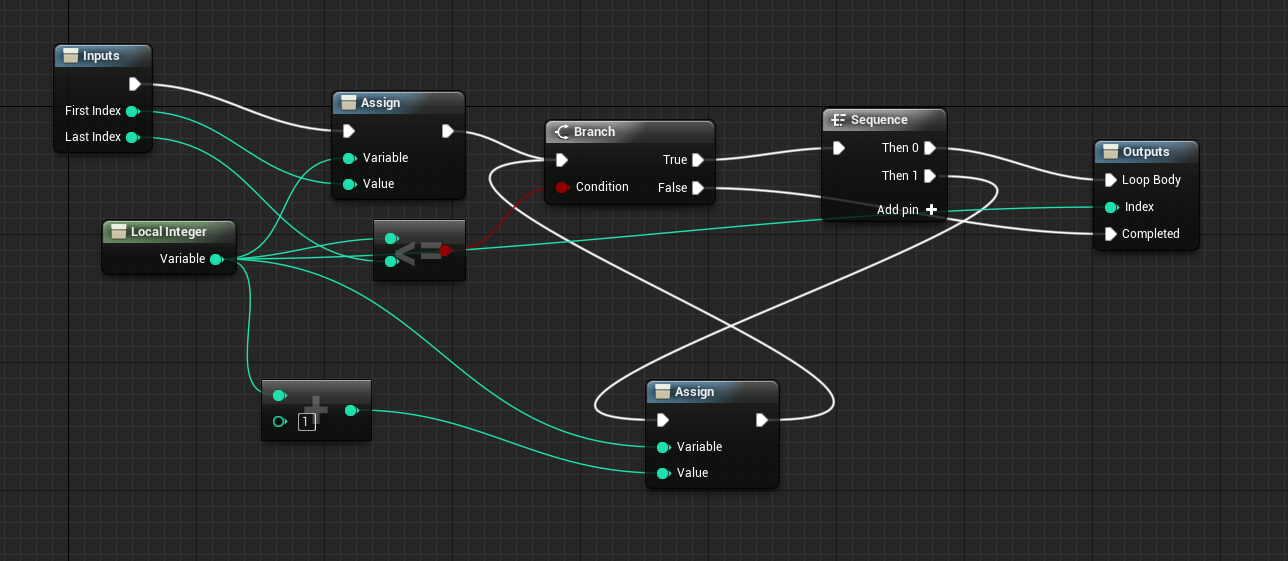 Inputs
First Index
Last Index
Assign
Variable
Value
Local Integer
Variable
<=
+
1
Branch
True
Condition
False
Sequence
Then 0
Then 1
Add pin +
Outputs
Loop Body
Index
Completed
Assign
Variable
Value